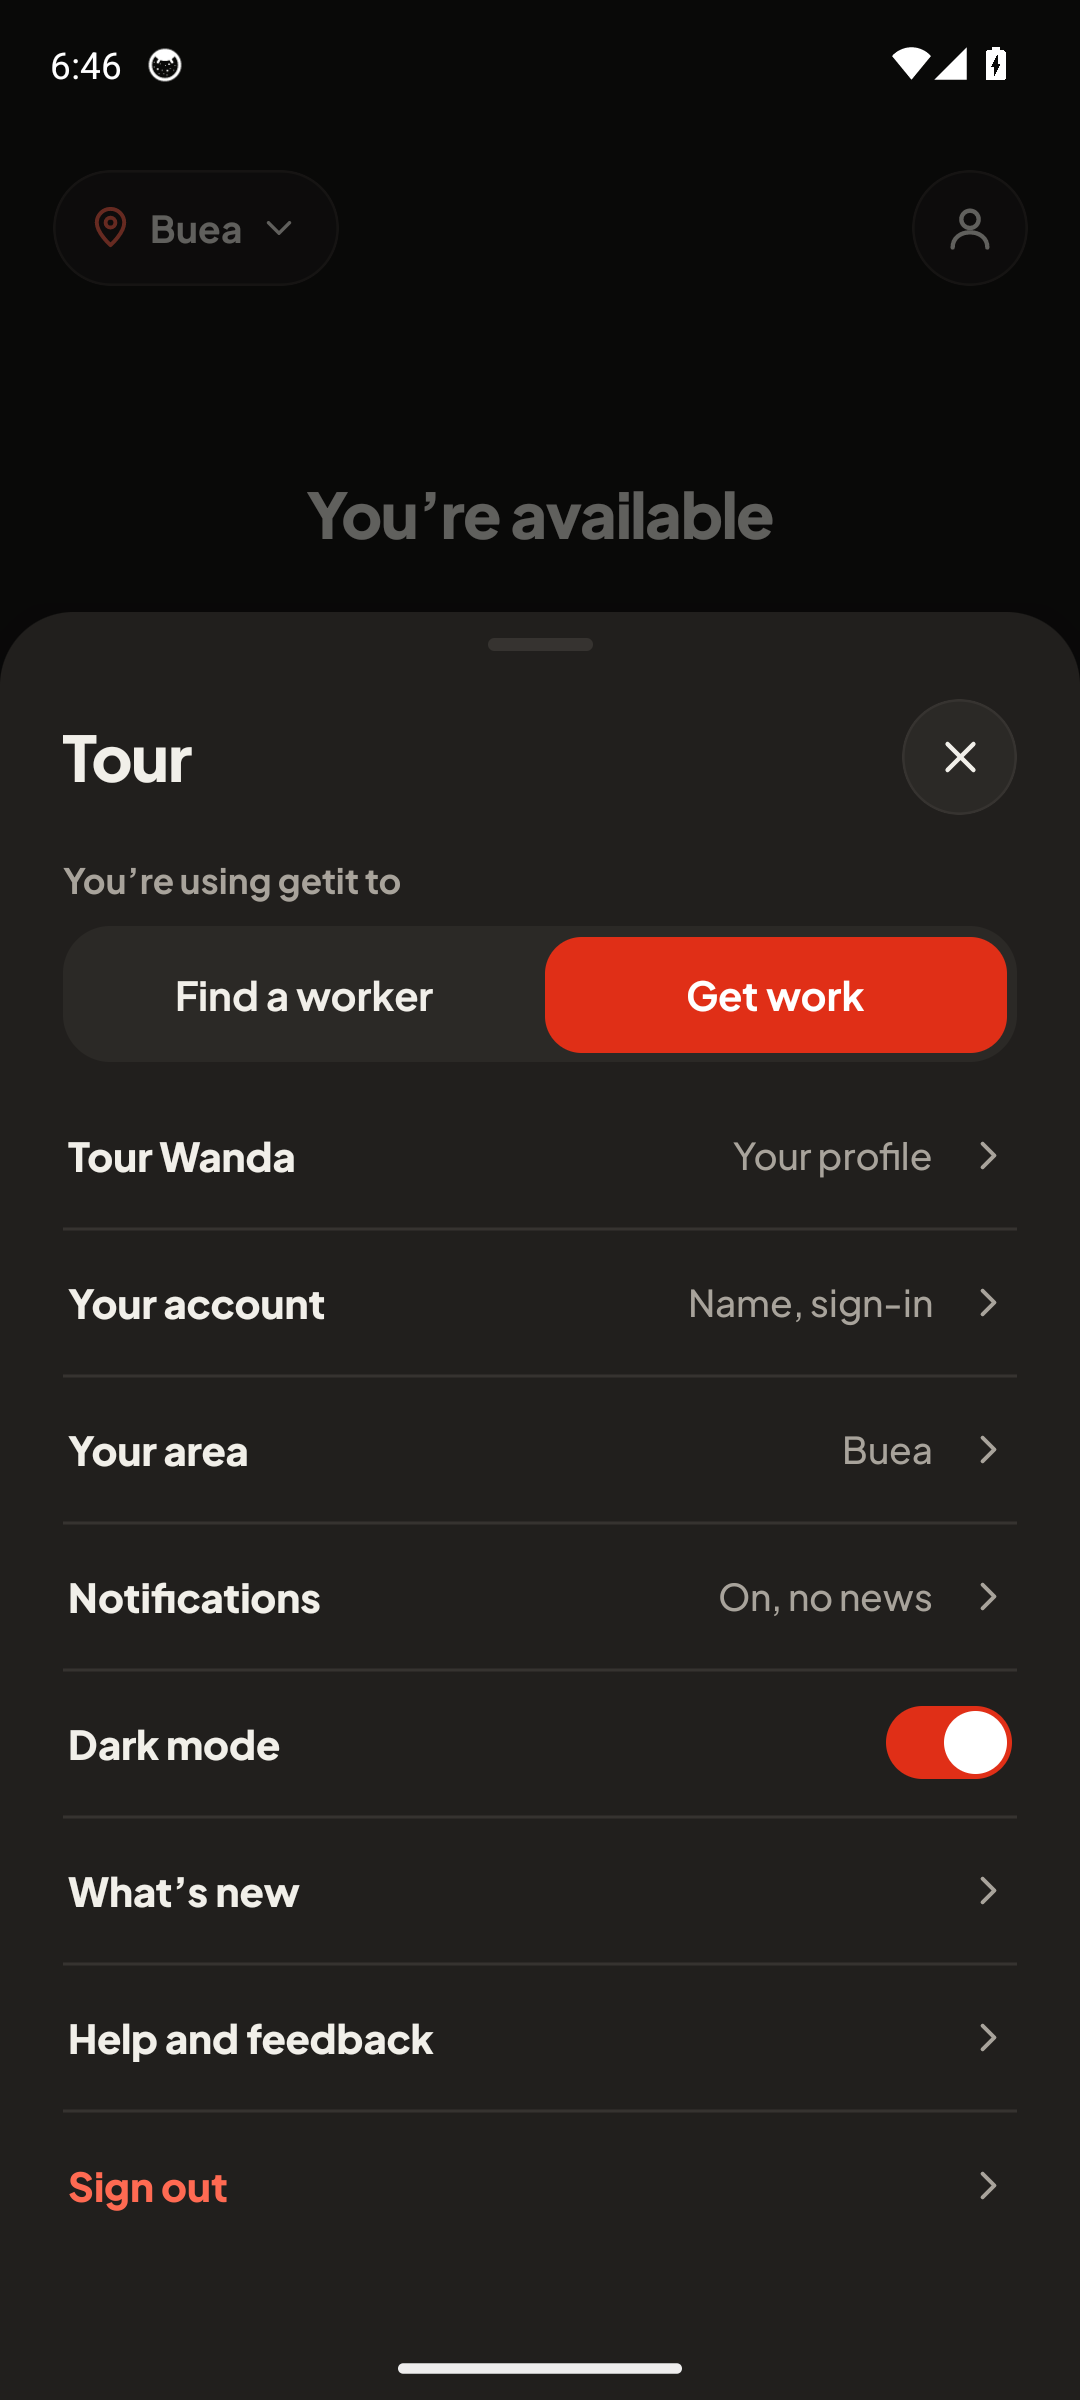 6:46
Buea
You’re available
Tour
You’re using getit to
Find a worker Get work
Tour Wanda Your profile
Your account Name, sign-in
Your area Buea
Notifications On, no news
Dark mode
What’s new
Help and feedback
Sign out